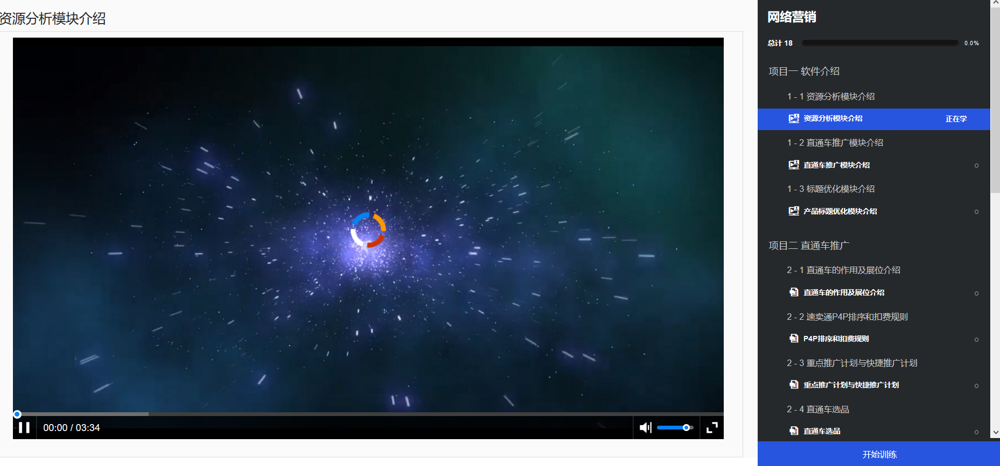 资源分析模块介绍
00:00 / 03:34
网络营销
总计 18
0.0%
项目一 软件介绍
1 - 1 资源分析模块介绍
资源分析模块介绍 正在学
1 - 2 直通车推广模块介绍
直通车推广模块介绍
1 - 3 标题优化模块介绍
产品标题优化模块介绍
项目二 直通车推广
2 - 1 直通车的作用及展位介绍
直通车的作用及展位介绍
2 - 2 速卖通P4P排序和扣费规则
P4P排序和扣费规则
2 - 3 重点推广计划与快捷推广计划
重点推广计划与快捷推广计划
2 - 4 直通车选品
直通车选品
开始训练